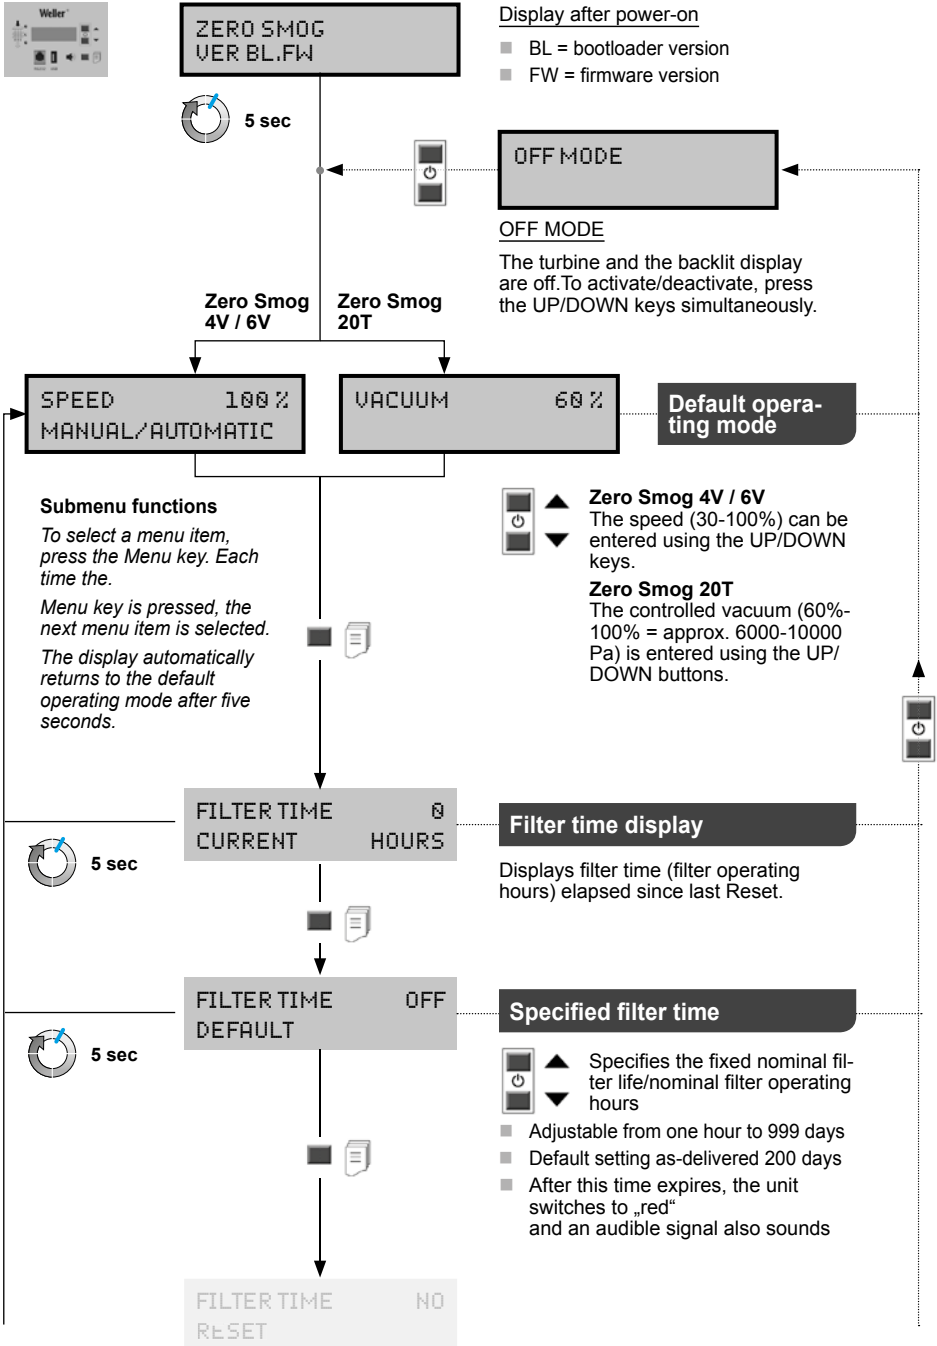 Weller
ZERO SMOG
VER BL.FW
Display after power-on
BL = bootloader version
FW = firmware version
5 sec
OFF MODE
OFF MODE
The turbine and the backlit display
are off.To activate/deactivate, press
the UP/DOWN keys simultaneously.
Zero Smog
4V / 6V
Zero Smog
20T
SPEED 100 %
MANUAL/AUTOMATIC
VACUUM 60 %
Default opera-
ting mode
Submenu functions
To select a menu item,
press the Menu key. Each
time the.
Menu key is pressed, the
next menu item is selected.
The display automatically
returns to the default
operating mode after five
seconds.
Zero Smog 4V / 6V
The speed (30-100%) can be
entered using the UP/DOWN
keys.
Zero Smog 20T
The controlled vacuum (60%-
100% = approx. 6000-10000
Pa) is entered using the UP/
DOWN buttons.
FILTER TIME 0
CURRENT HOURS
5 sec
Filter time display
Displays filter time (filter operating
hours) elapsed since last Reset.
FILTER TIME OFF
DEFAULT
5 sec
Specified filter time
Specifies the fixed nominal fil-
ter life/nominal filter operating
hours
Adjustable from one hour to 999 days
Default setting as-delivered 200 days
After this time expires, the unit
switches to „red“
and an audible signal also sounds
FILTER TIME NO
RESET